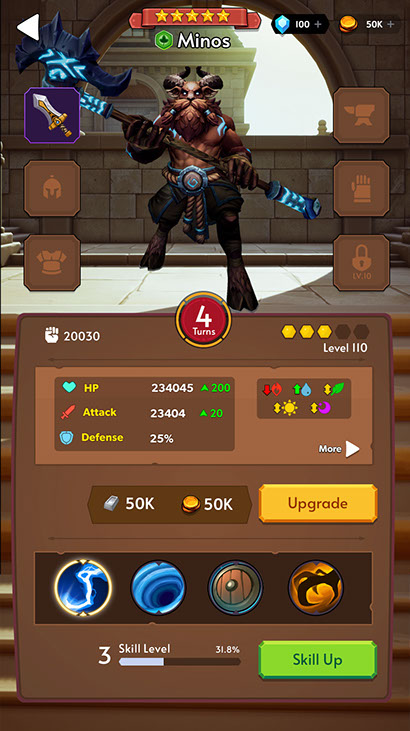 100 +
50K +
Minos
LV.10
4
Turns
20030
Level 110
HP 234045 200
Attack 23404 20
Defense 25%
More
50K 50K Upgrade
3 Skill Level 31.8%
Skill Up